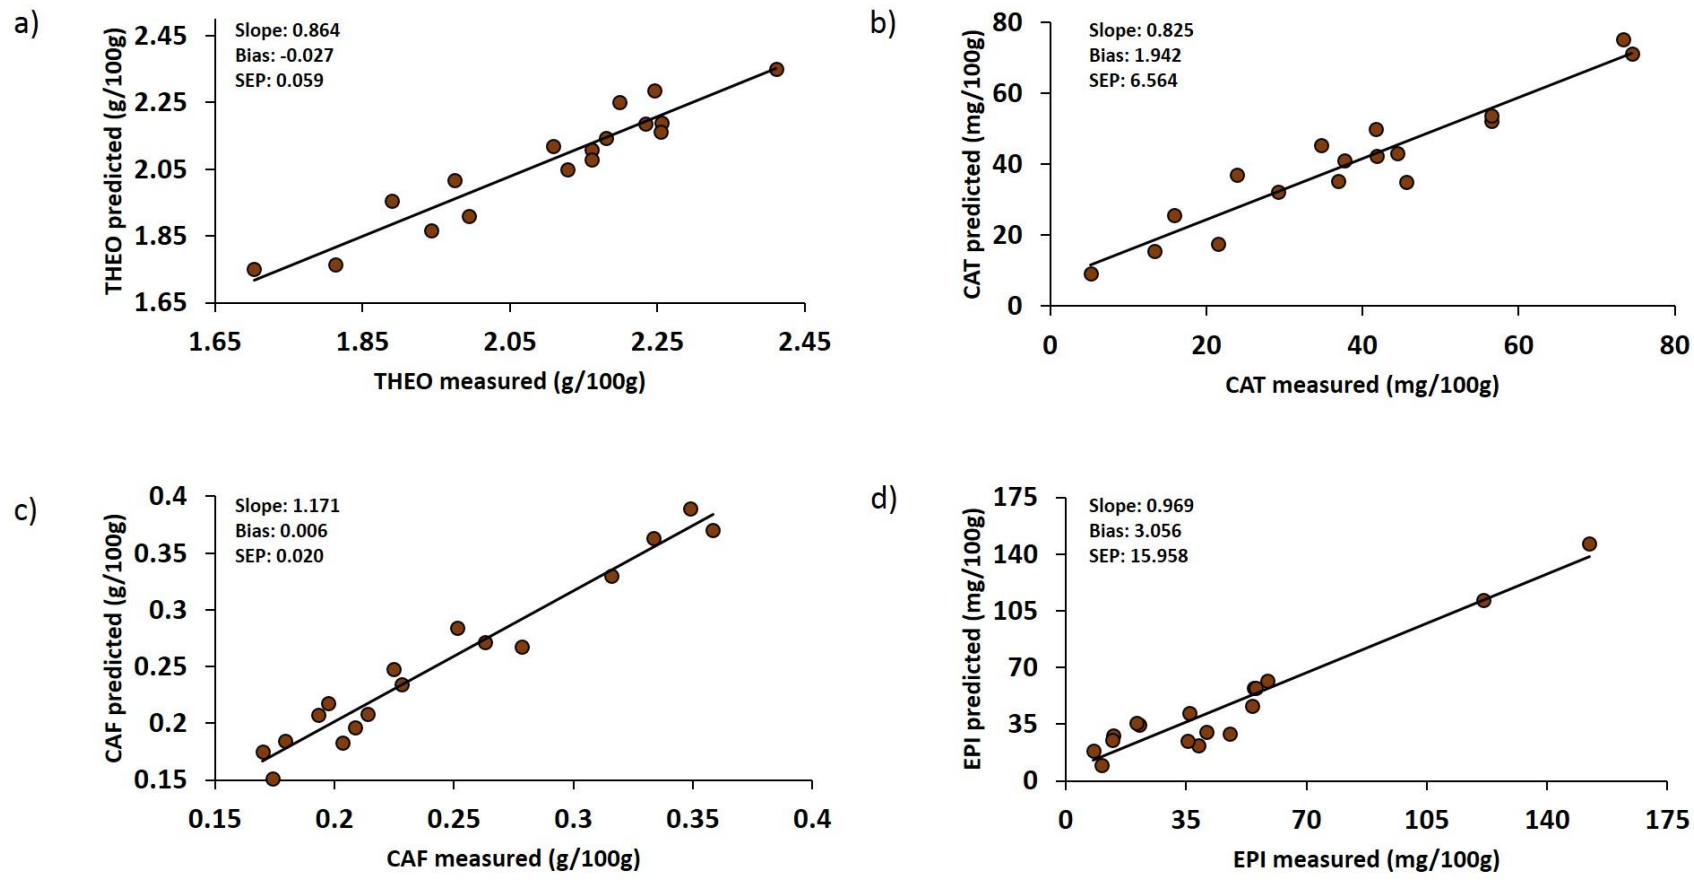 a)
Slope: 0.864
Bias: -0.027
SEP: 0.059
THEO predicted (g/100g)
2.45
2.25
2.05
1.85
1.65
1.65 1.85 2.05 2.25 2.45
THEO measured (g/100g)
b)
Slope: 0.825
Bias: 1.942
SEP: 6.564
CAT predicted (mg/100g)
80
60
40
20
0
0 20 40 60 80
CAT measured (mg/100g)
c)
Slope: 1.171
Bias: 0.006
SEP: 0.020
CAF predicted (g/100g)
0.4
0.35
0.3
0.25
0.2
0.15
0.15 0.2 0.25 0.3 0.35 0.4
CAF measured (g/100g)
d)
Slope: 0.969
Bias: 3.056
SEP: 15.958
EPI predicted (mg/100g)
175
140
105
70
35
0
0 35 70 105 140 175
EPI measured (mg/100g)